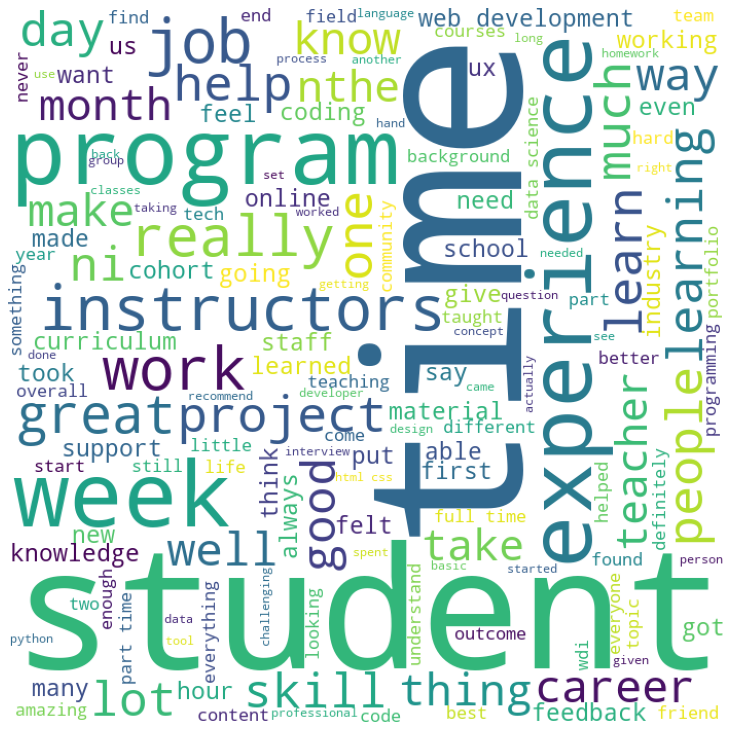 day
find
end
field
language
long
web development
team
us
job
know
process
another
courses
working
never
want
help
nthe
time
ux
experience
homework
way
month
feel
coding
hand
much
even
use
program
back
group
set
background
data science
hard
right
classes
taking
online
tech
worked
need
learn
learning
make
really
one
community
school
industry
portfolio
made
year
ni
cohort
going
getting
give
question
needed
part
see
something
instructors
taught
concept
actually
programming
curriculum
staff
better
done
took
work
learned
teaching
say
came
people
overall
recommend
developer
great
project
material
different
design
teacher
support
little
come
put
able
start
still
life
interview
think
good
first
helped
definitely
week
html css
always
felt
full time
new
take
found
knowledge
well
spent
basic
started
person
student
two
enough
part time
data
tool
everything
challenging
looking
understand
outcome
wdi
everyone
topic
got
python
given
many
lot
hour
skill
thing
career
amazing
content
professional
code
best
feedback
friend